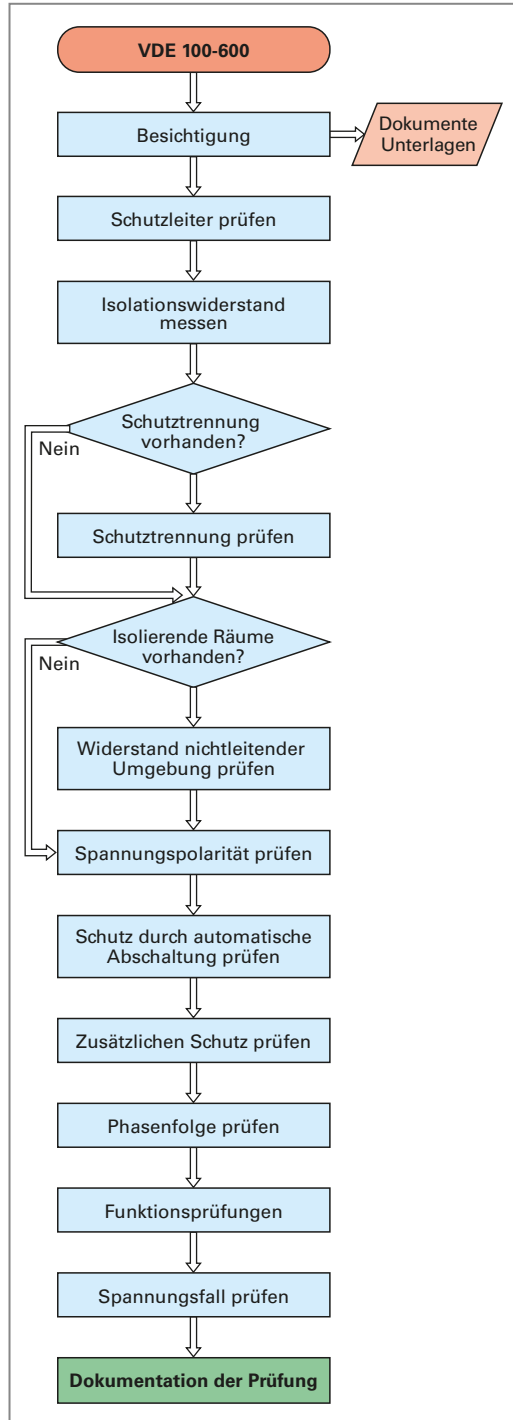 VDE 100-600
Besichtigung
Dokumente
Unterlagen
Schutzleiter prüfen
Isolationswiderstand
messen
Schutztrennung
vorhanden?
Nein
Schutztrennung prüfen
Isolierende Räume
vorhanden?
Nein
Widerstand nichtleitender
Umgebung prüfen
Spannungspolarität prüfen
Schutz durch automatische
Abschaltung prüfen
Zusätzlichen Schutz prüfen
Phasenfolge prüfen
Funktionsprüfungen
Spannungsfall prüfen
Dokumentation der Prüfung